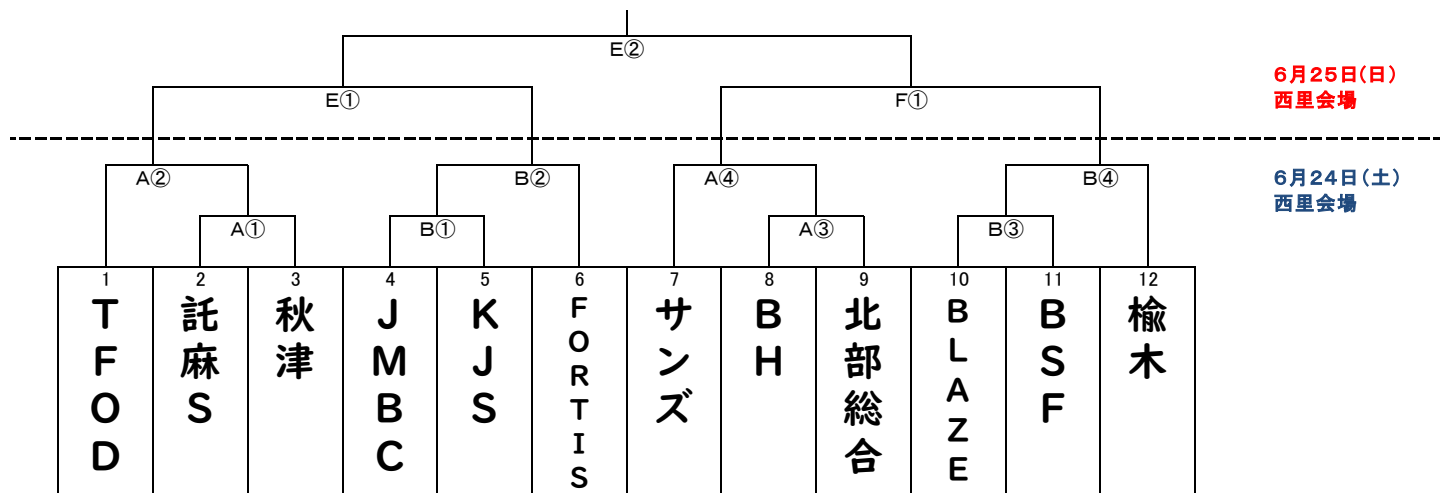 E②
6月25日(日)
西里会場
E①
F①
A②
B②
A④
B④
6月24日(土)
西里会場
A①
B①
A③
B③
1
2
3
4
5
6
7
8
9
10
11
12
TFOD
託麻S
秋津
JMBC
KJS
FORTIS
サンズ
BH
北部総合
BLAZE
BSF
楡木